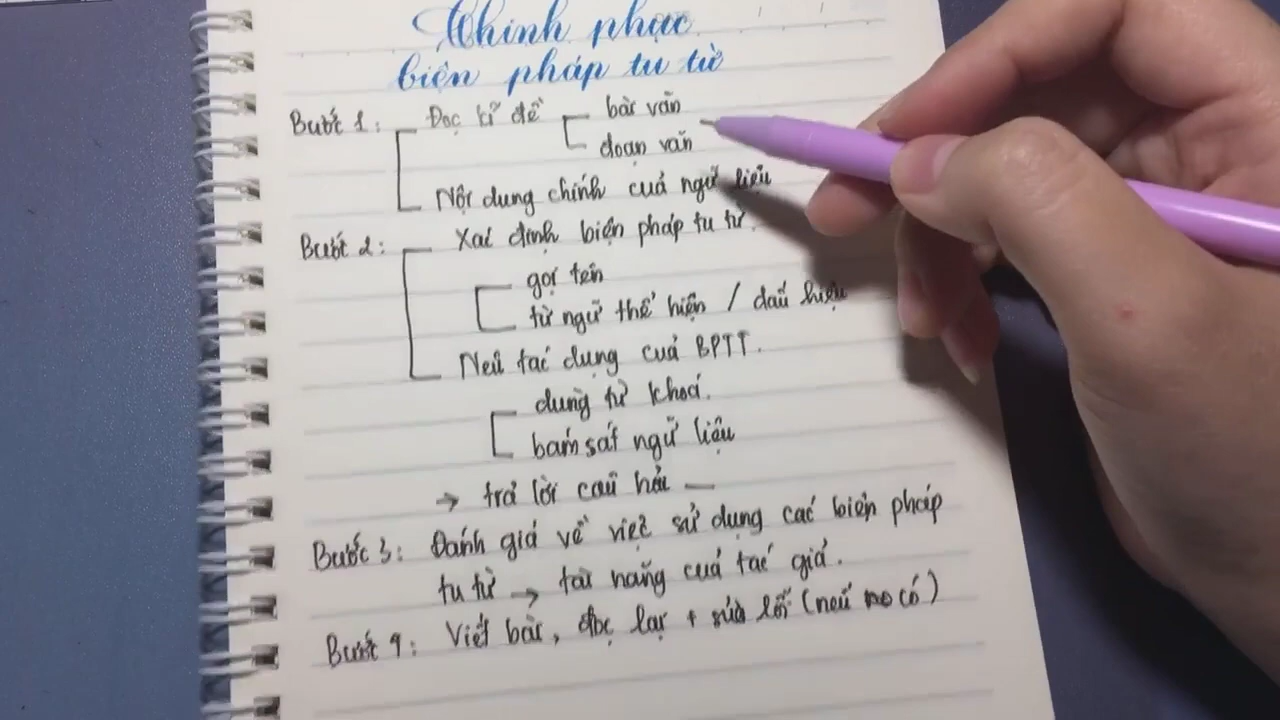 Chinh phục
biện pháp tu từ
Bước 1: Đọc kĩ đề bài văn
đoạn văn
Nội dung chính của ngữ liệu
Bước 2: Xác định biện pháp tu từ.
gọi tên
từ ngữ thể hiện / dấu hiệu
Nêu tác dụng của BPTT.
dùng từ khoá.
bám sát ngữ liệu
→ trả lời câu hỏi —
Bước 3: Đánh giá về việc sử dụng các biện pháp
tu từ → tài năng của tác giả.
Bước 4: Viết bài, đọc lại + sửa lỗi (nếu có)